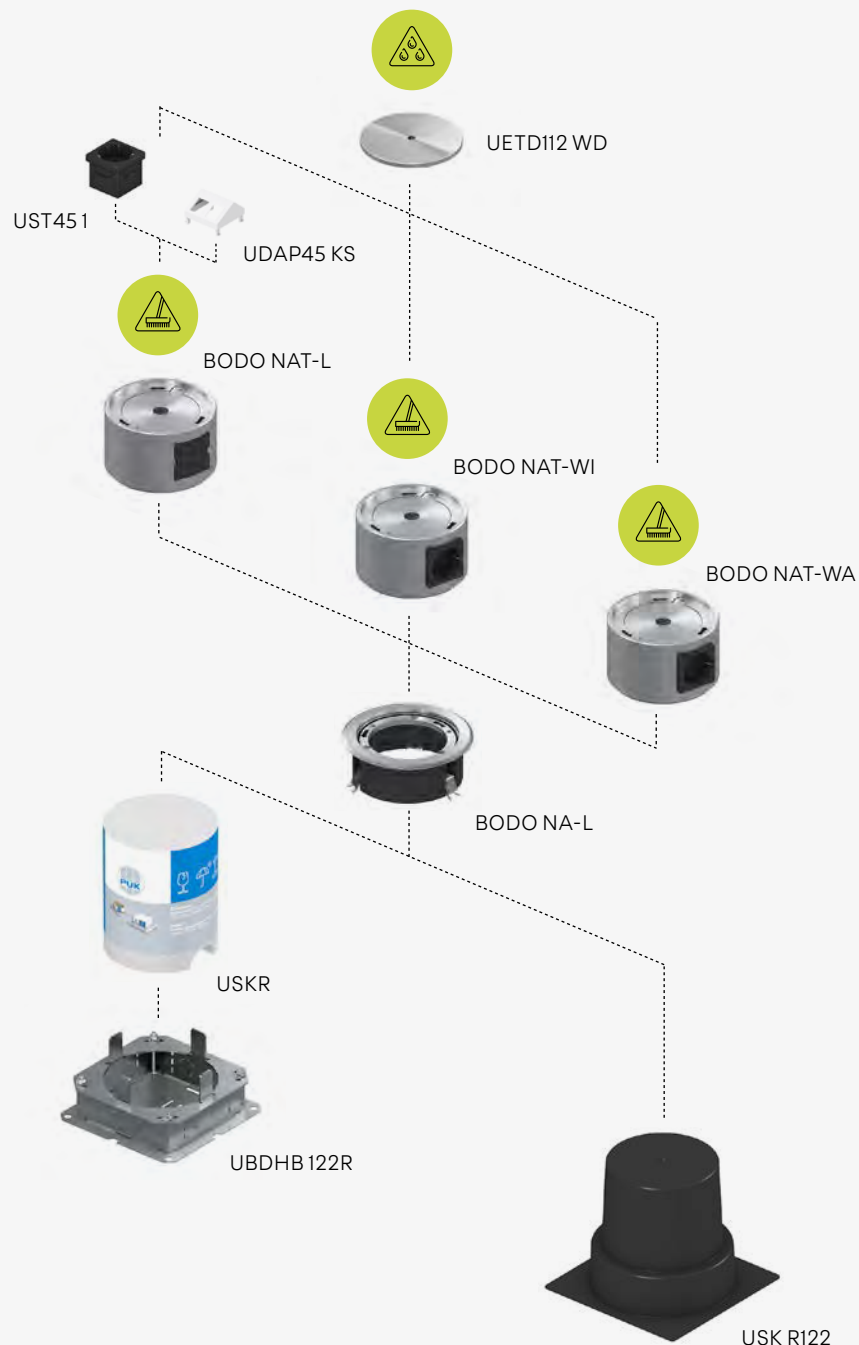 UETD112 WD
UST45 1
UDAP45 KS
BODO NAT-L
BODO NAT-WI
BODO NAT-WA
BODO NA-L
PUK
USKR
UBDHB 122R
USK R122